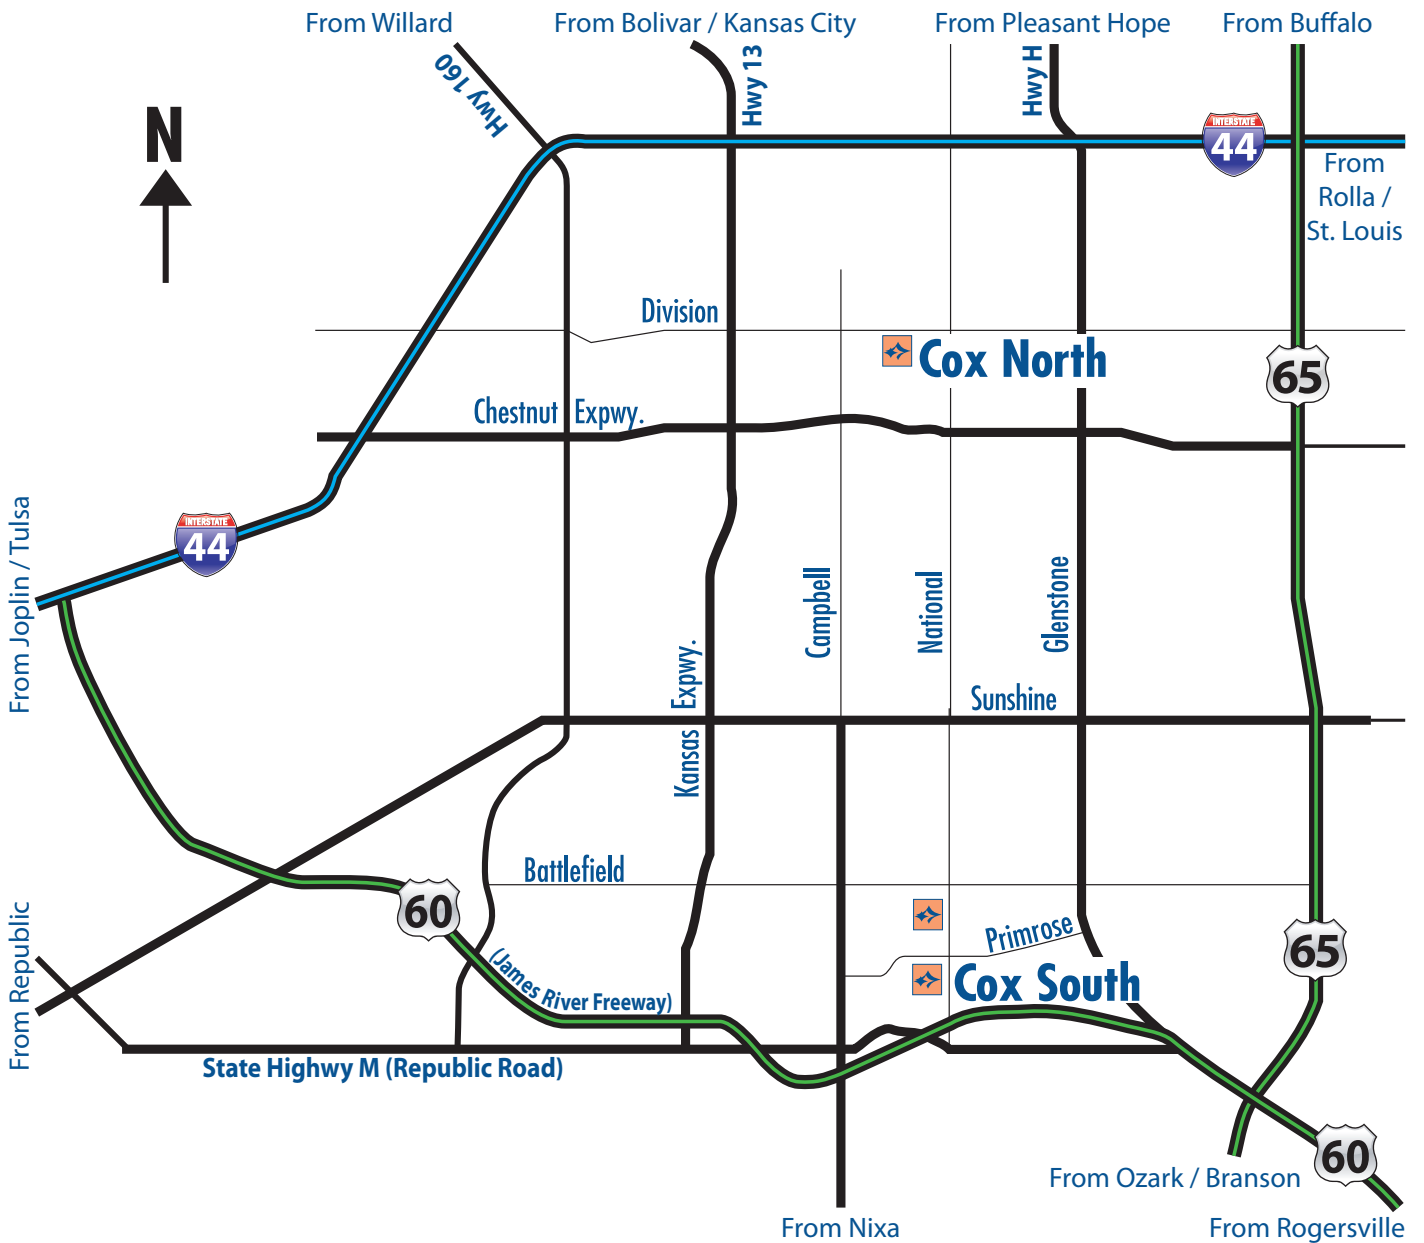 From Willard
From Bolivar / Kansas City
From Pleasant Hope
From Buffalo
Hwy 160
Hwy 13
Hwy H
N
INTERSTATE
44
From
Rolla /
St. Louis
Division
Cox North
65
Chestnut Expwy.
INTERSTATE
44
From Joplin / Tulsa
Campbell
National
Glenstone
Kansas Expwy.
Sunshine
Battlefield
60
Primrose
65
From Republic
(James River Freeway)
Cox South
State Highway M (Republic Road)
60
From Ozark / Branson
From Nixa
From Rogersville